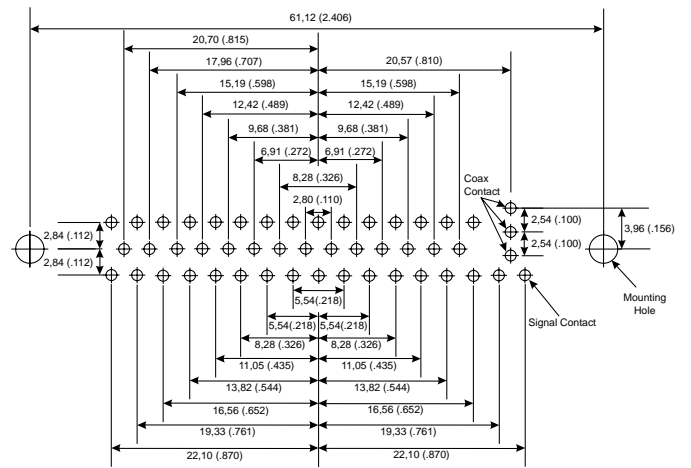 61,12 (2.406)
20,70 (.815)
17,96 (.707) 20,57 (.810)
15,19 (.598) 15,19 (.598)
12,42 (.489) 12,42 (.489)
9,68 (.381) 9,68 (.381)
6,91 (.272) 6,91 (.272)
8,28 (.326)
2,80 (.110)
Coax
Contact
2,84 (.112)
2,84 (.112)
2,54 (.100)
2,54 (.100)
3,96 (.156)
Mounting
Hole
Signal Contact
5,54(.218)
5,54(.218) 5,54(.218)
8,28 (.326) 8,28 (.326)
11,05 (.435) 11,05 (.435)
13,82 (.544) 13,82 (.544)
16,56 (.652) 16,56 (.652)
19,33 (.761) 19,33 (.761)
22,10 (.870) 22,10 (.870)